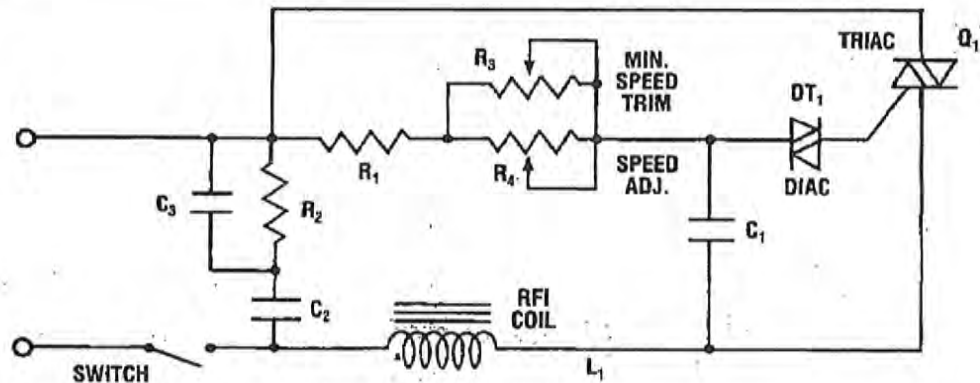 TRIAC
Q₁
R₃
MIN.
SPEED
TRIM
DT₁
R₁
R₄
SPEED
ADJ.
DIAC
C₃
R₂
C₁
C₂
RFI
COIL
L₁
SWITCH